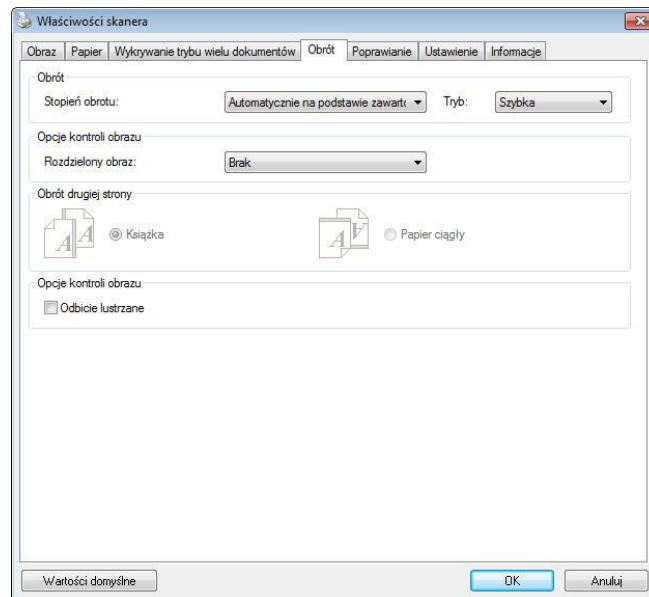 Właściwości skanera
Obraz Papier Wykrywanie trybu wielu dokumentów Obrót Poprawianie Ustawienie Informacje
Obrót
Stopień obrotu: Automatycznie na podstawie zawartc Tryb: Szybka
Opcje kontroli obrazu
Rozdzielony obraz: Brak
Obrót drugiej strony
A A Książka A A Papier ciągły
Opcje kontroli obrazu
Odbicie lustrzane
Wartości domyślne OK Anuluj